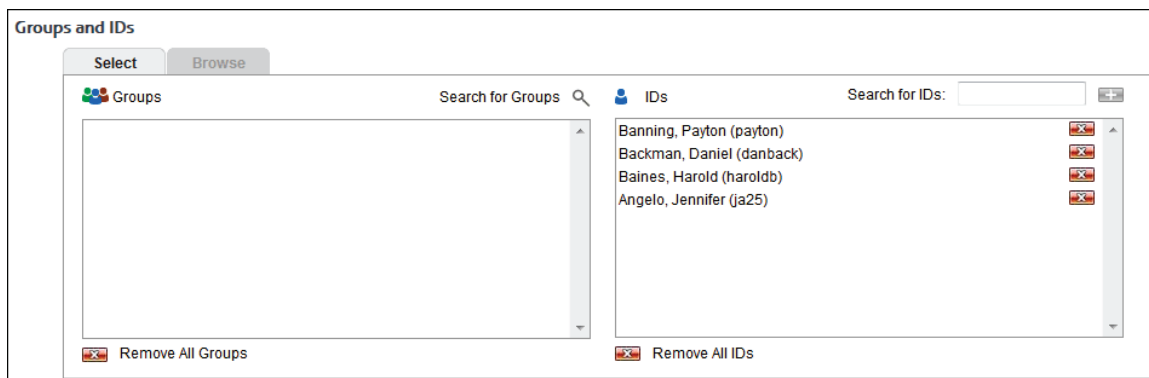 Groups and IDs
Select Browse
Groups Search for Groups IDs Search for IDs:
Banning, Payton (payton)
Backman, Daniel (danback)
Baines, Harold (haroldb)
Angelo, Jennifer (ja25)
Remove All Groups Remove All IDs